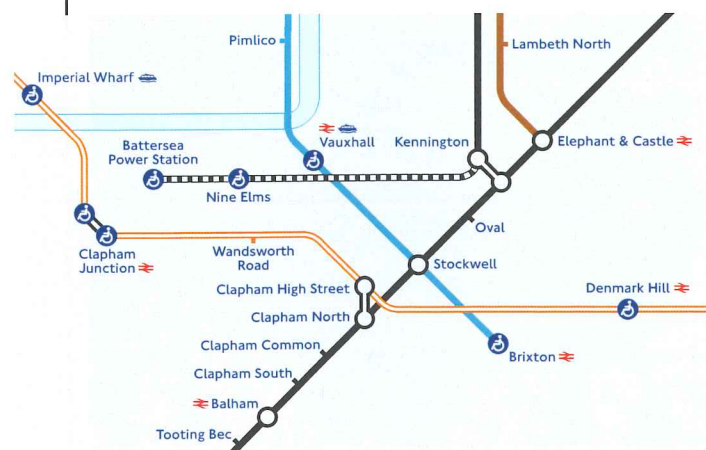 Pimlico
Lambeth North
Imperial Wharf
Vauxhall
Kennington
Elephant & Castle
Battersea
Power Station
Nine Elms
Oval
Clapham
Junction
Wandsworth
Road
Stockwell
Clapham High Street
Denmark Hill
Clapham North
Clapham Common
Brixton
Clapham South
Balham
Tooting Bec